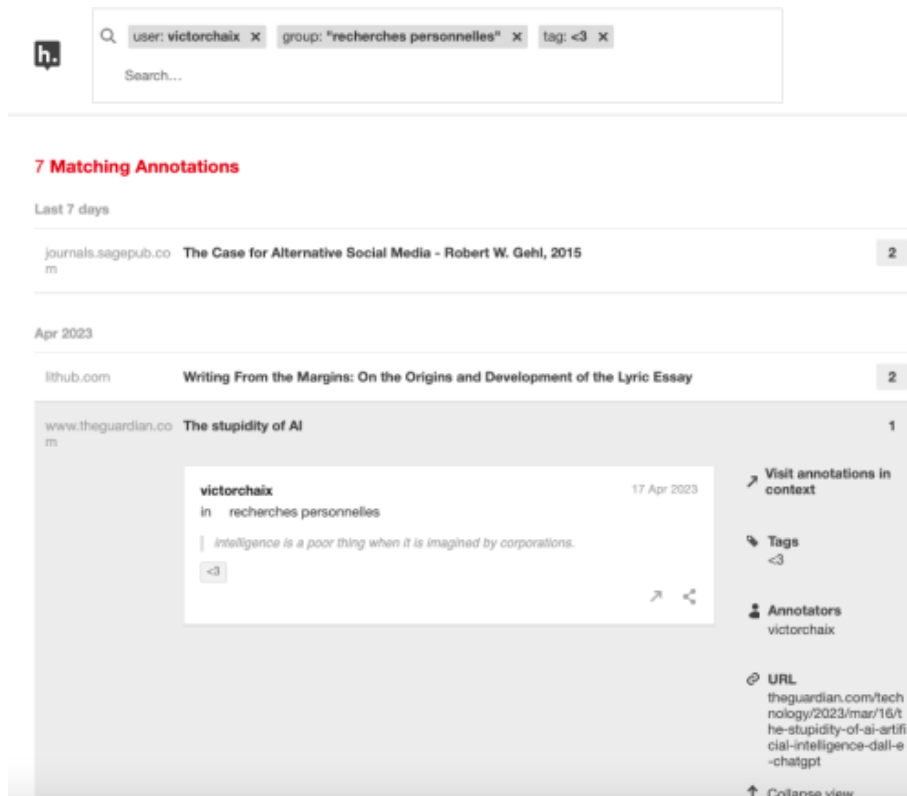 h.
user: victorchaix × group: "recherches personnelles" × tag: <3 ×
Search...
7 Matching Annotations
Last 7 days
journals.sagepub.co The Case for Alternative Social Media - Robert W. Gehl, 2015 2
m
Apr 2023
lithub.com Writing From the Margins: On the Origins and Development of the Lyric Essay 2
www.theguardian.co The stupidity of AI 1
m
victorchaix 17 Apr 2023
in recherches personnelles
intelligence is a poor thing when it is imagined by corporations.
<3
Visit annotations in
context
Tags
<3
Annotators
victorchaix
URL
theguardian.com/tech
nology/2023/mar/16/t
he-stupidity-of-ai-artifi
cial-intelligence-dall-e
-chatgpt
Collapse view